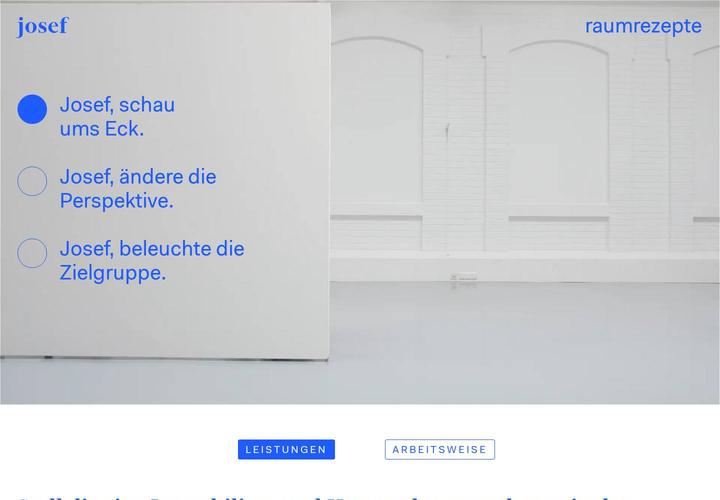 josef
raumrezepte
Josef, schau
ums Eck.
Josef, ändere die
Perspektive.
Josef, beleuchte die
Zielgruppe.
LEISTUNGEN
ARBEITSWEISE